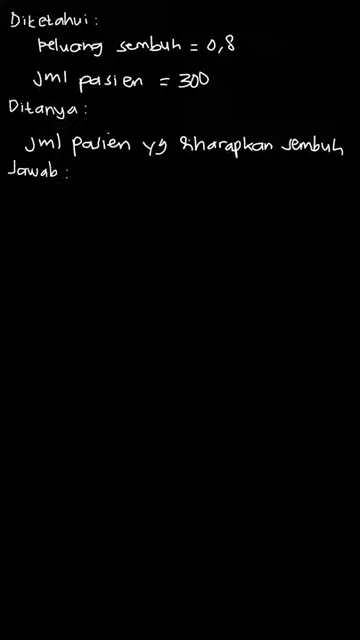 Diketahui:
peluang sembuh = 0,8
jml pasien = 300
Ditanya:
jml pasien yg diharapkan sembuh
Jawab: